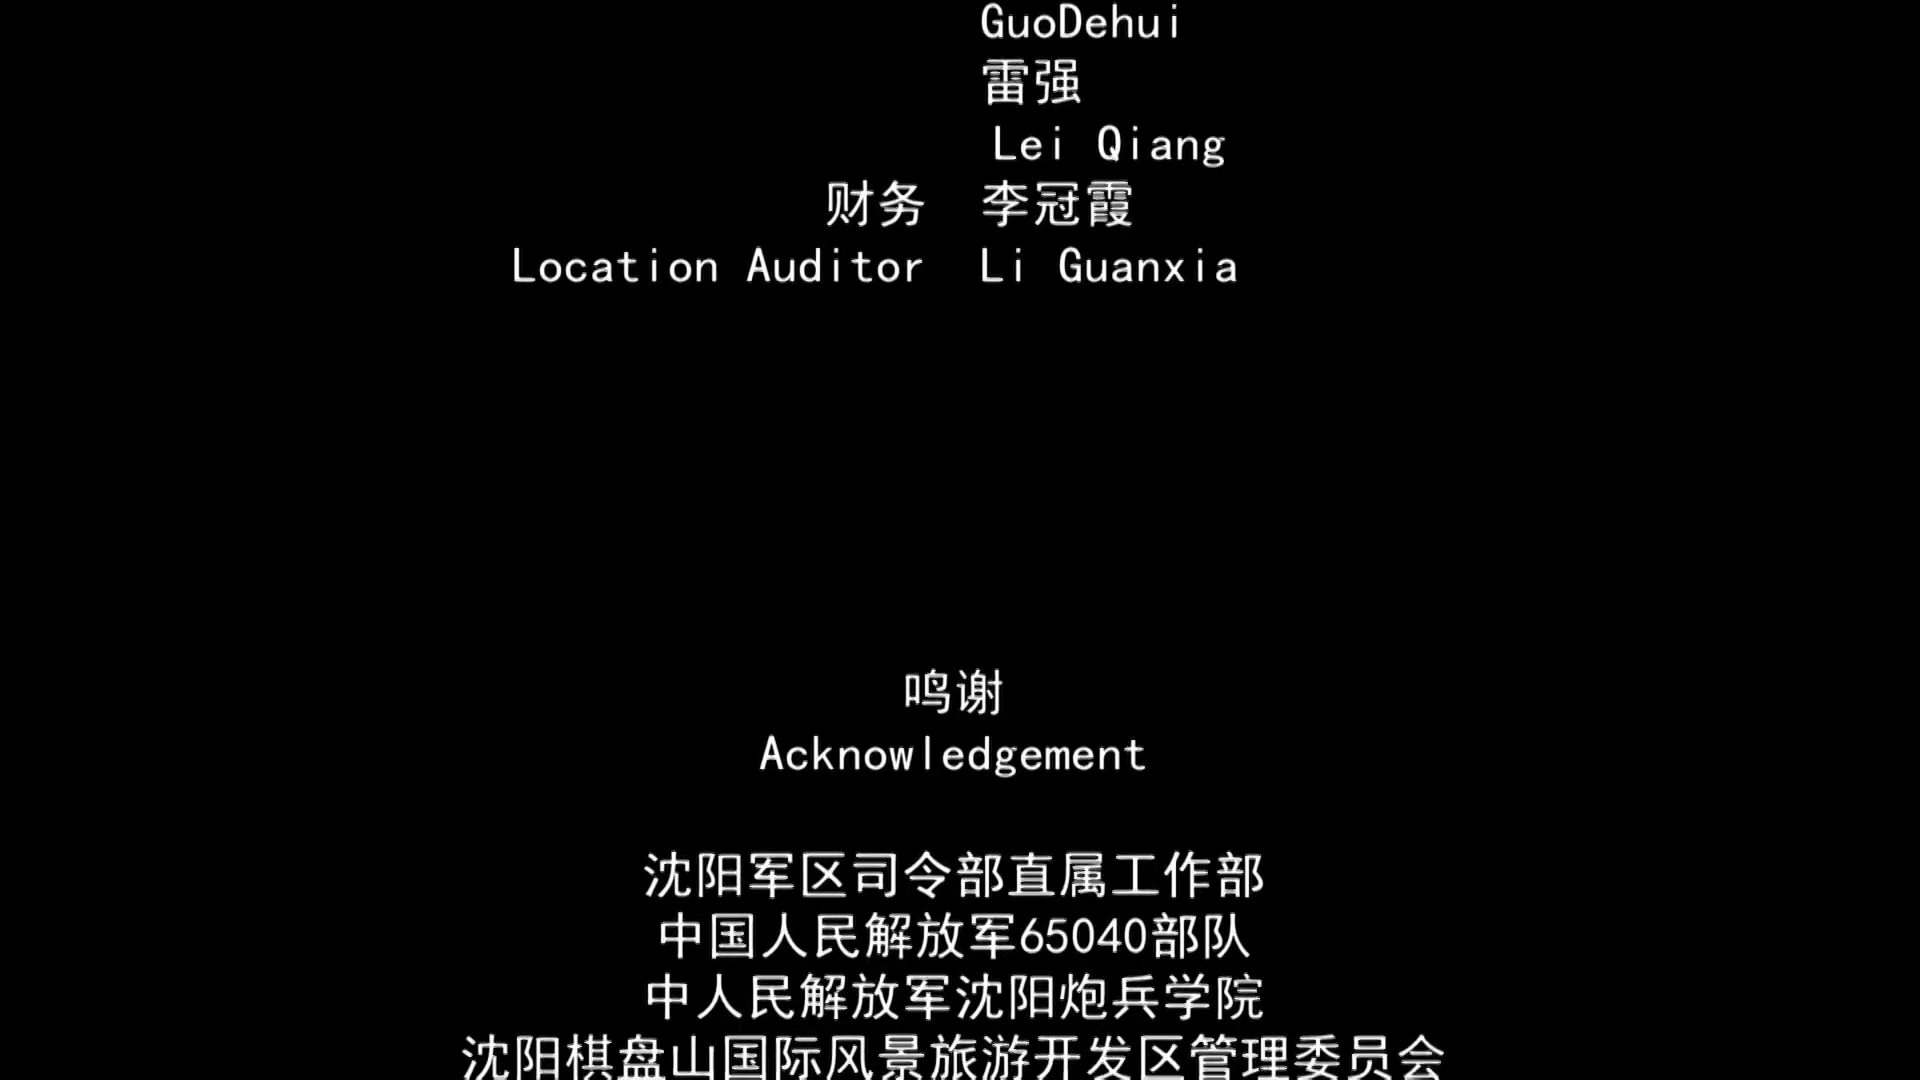 GuoDehui
雷强
Lei Qiang
财务 李冠霞
Location Auditor Li Guanxia
鸣谢
Acknowledgement
沈阳军区司令部直属工作部
中国人民解放军65040部队
中人民解放军沈阳炮兵学院
沈阳棋盘山国际风景旅游开发区管理委员会